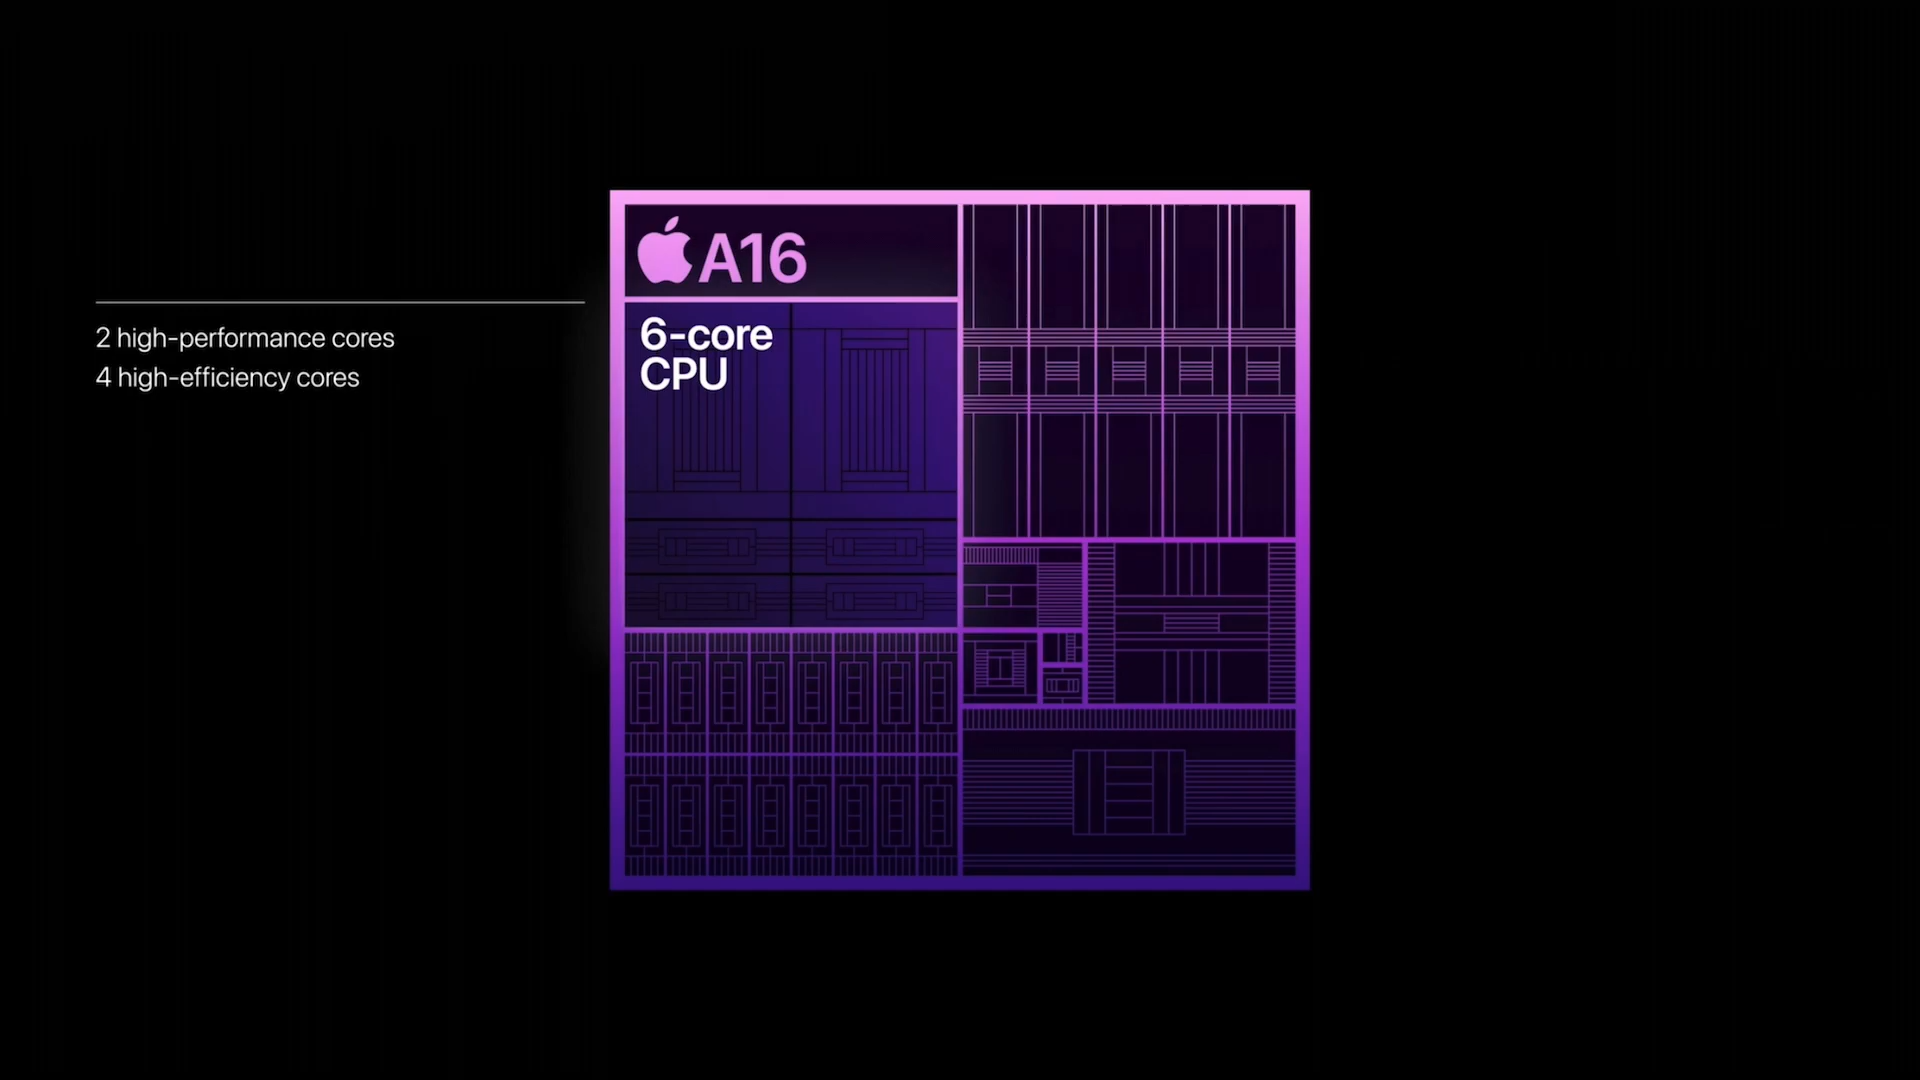 A16
6-core
CPU
2 high-performance cores
4 high-efficiency cores